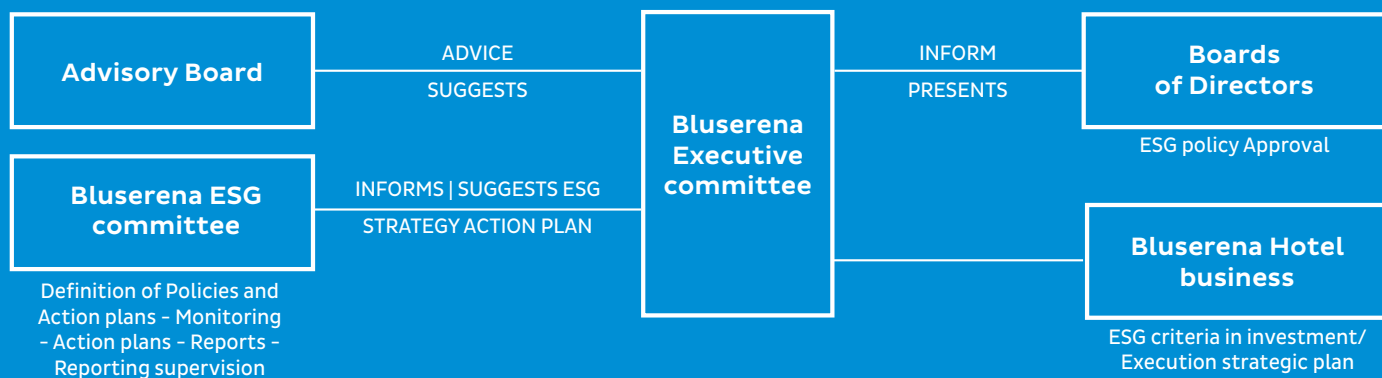 Advisory Board
ADVICE
SUGGESTS
Bluserena ESG
committee
INFORMS | SUGGESTS ESG
STRATEGY ACTION PLAN
Definition of Policies and
Action plans - Monitoring
- Action plans - Reports -
Reporting supervision
Bluserena
Executive
committee
INFORM
PRESENTS
Boards
of Directors
ESG policy Approval
Bluserena Hotel
business
ESG criteria in investment/
Execution strategic plan